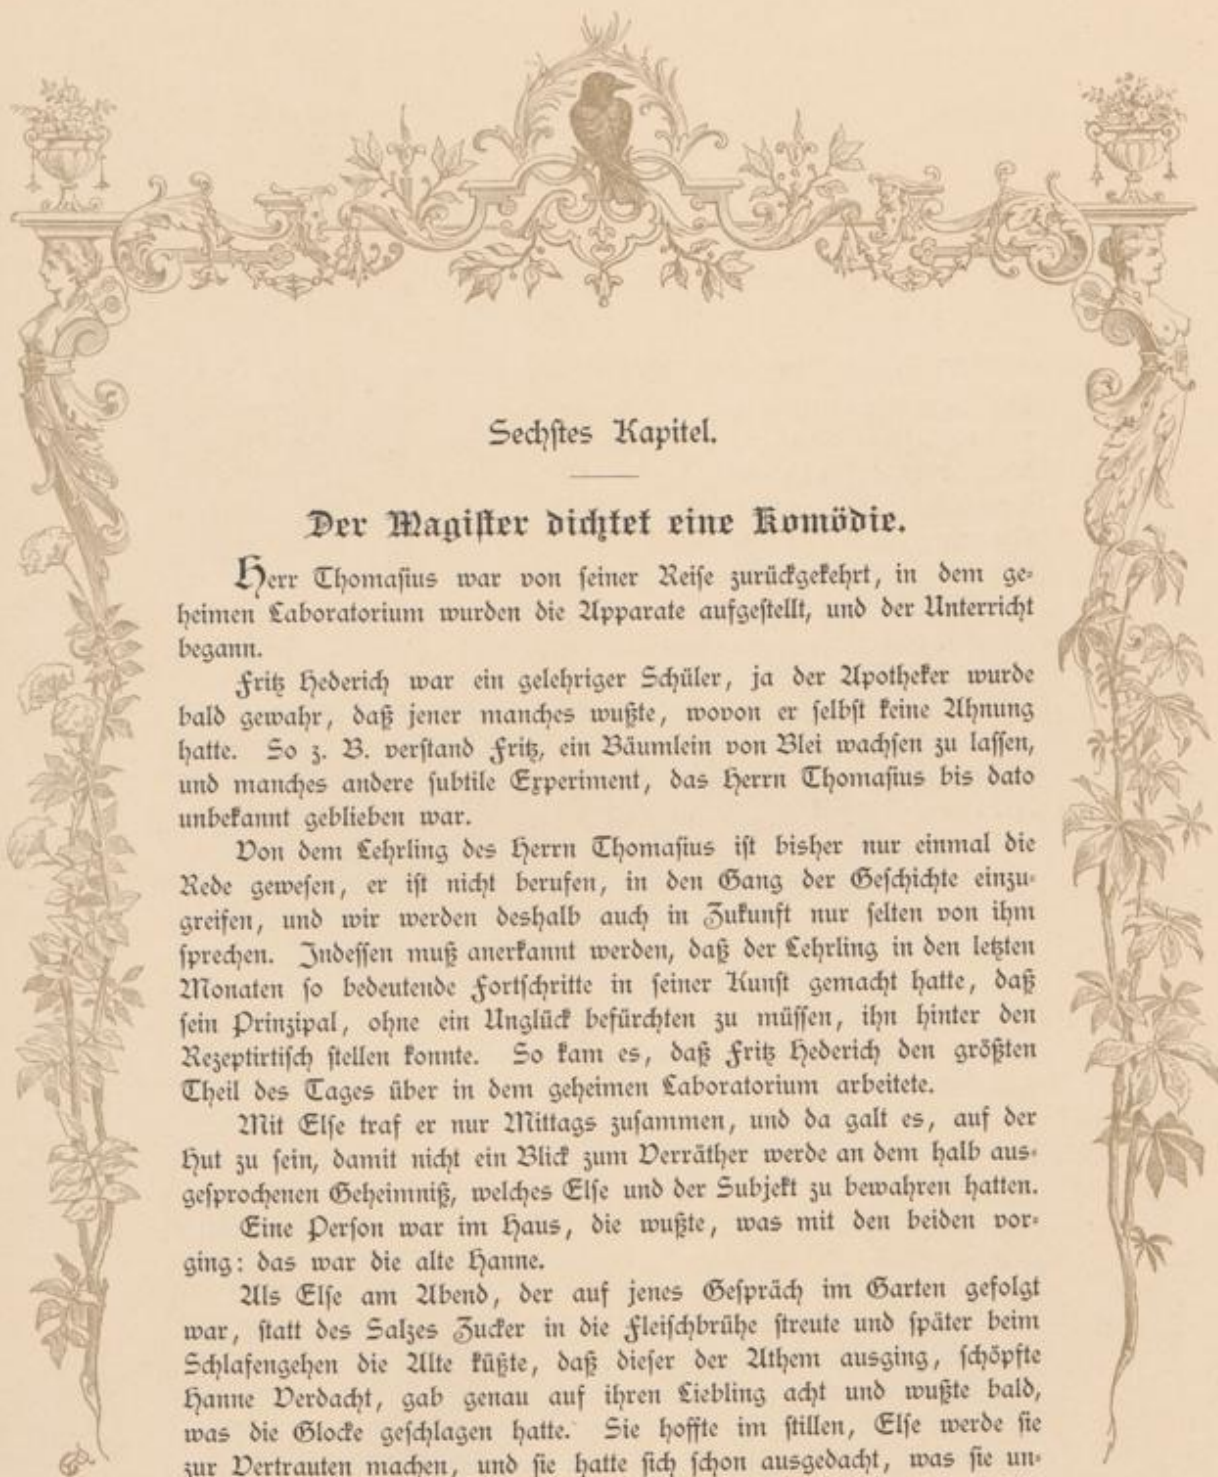 Sechstes Kapitel.
Der Magister dichtet eine Komödie.
Herr Thomasius war von seiner Reise zurückgekehrt, in dem ge-
heimen Laboratorium wurden die Apparate aufgestellt, und der Unterricht
begann.
Fritz Hederich war ein gelehriger Schüler, ja der Apotheker wurde
bald gewahr, daß jener manches wußte, wovon er selbst keine Ahnung
hatte. So z. B. verstand Fritz, ein Bäumlein von Blei wachsen zu lassen,
und manches andere subtile Experiment, das Herrn Thomasius bis dato
unbekannt geblieben war.
Von dem Lehrling des Herrn Thomasius ist bisher nur einmal die
Rede gewesen, er ist nicht berufen, in den Gang der Geschichte einzu-
greifen, und wir werden deshalb auch in Zukunft nur selten von ihm
sprechen. Indessen muß anerkannt werden, daß der Lehrling in den letzten
Monaten so bedeutende Fortschritte in seiner Kunst gemacht hatte, daß
sein Prinzipal, ohne ein Unglück befürchten zu müssen, ihn hinter den
Rezeptirtisch stellen konnte. So kam es, daß Fritz Hederich den größten
Theil des Tages über in dem geheimen Laboratorium arbeitete.
Mit Else traf er nur Mittags zusammen, und da galt es, auf der
Hut zu sein, damit nicht ein Blick zum Verräther werde an dem halb aus-
gesprochenen Geheimniß, welches Else und der Subjekt zu bewahren hatten.
Eine Person war im Haus, die wußte, was mit den beiden vor-
ging: das war die alte Hanne.
Als Else am Abend, der auf jenes Gespräch im Garten gefolgt
war, statt des Salzes Zucker in die Fleischbrühe streute und später beim
Schlafengehen die Alte küßte, daß dieser der Athem ausging, schöpfte
Hanne Verdacht, gab genau auf ihren Liebling acht und wußte bald,
was die Glocke geschlagen hatte. Sie hoffte im stillen, Else werde sie
zur Vertrauten machen, und sie hatte sich schon ausgedacht, was sie un-